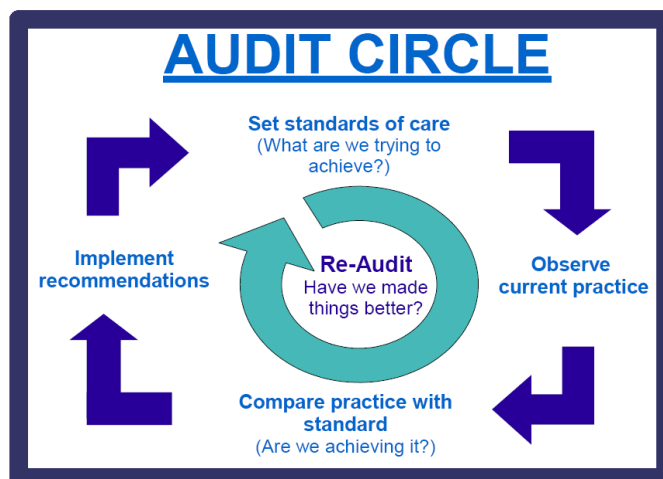 AUDIT CIRCLE
Set standards of care
(What are we trying to
achieve?)
Observe
current practice
Compare practice with
standard
(Are we achieving it?)
Implement
recommendations
Re-Audit
Have we made
things better?